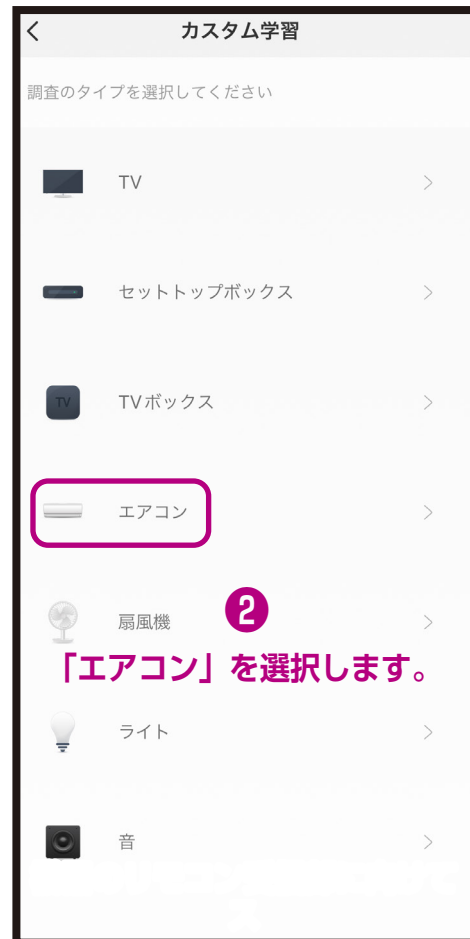 カスタム学習
調査のタイプを選択してください
TV
セットトップボックス
TV
TVボックス
エアコン
扇風機
❷
「エアコン」を選択します。
ライト
音